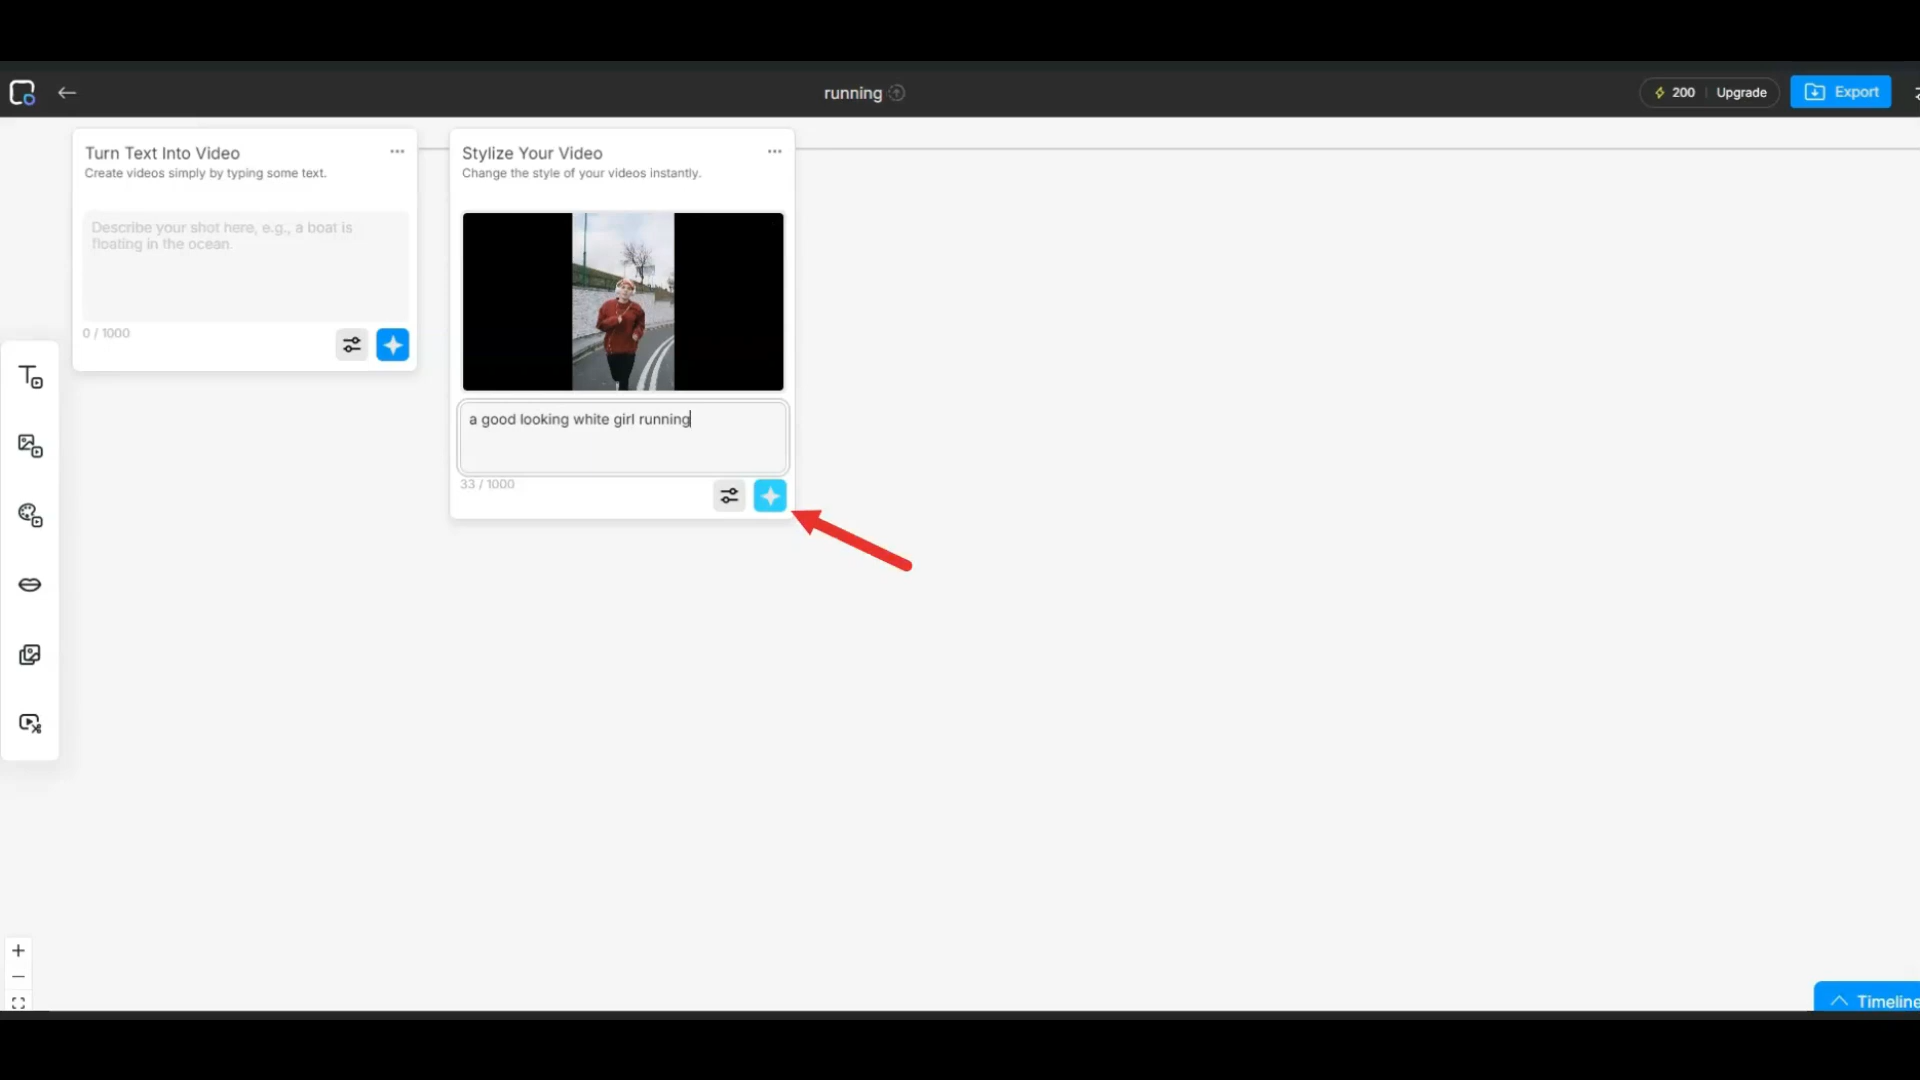 running
200
Upgrade
Export
Turn Text Into Video
Create videos simply by typing some text.
Describe your shot here, e.g., a boat is
floating in the ocean
0 / 1000
Stylize Your Video
Change the style of your videos instantly.
a good looking white girl running
33 / 1000
Timeline